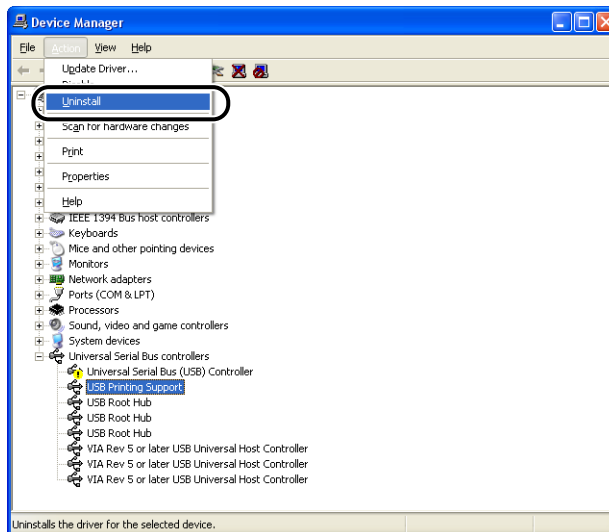 Device Manager
File Action View Help
Update Driver...
Disable
Uninstall
Scan for hardware changes
Print
Properties
Help
IEEE 1394 Bus host controllers
Keyboards
Mice and other pointing devices
Monitors
Network adapters
Ports (COM & LPT)
Processors
Sound, video and game controllers
System devices
Universal Serial Bus controllers
Universal Serial Bus (USB) Controller
USB Printing Support
USB Root Hub
USB Root Hub
USB Root Hub
VIA Rev 5 or later USB Universal Host Controller
VIA Rev 5 or later USB Universal Host Controller
VIA Rev 5 or later USB Universal Host Controller
Uninstalls the driver for the selected device.